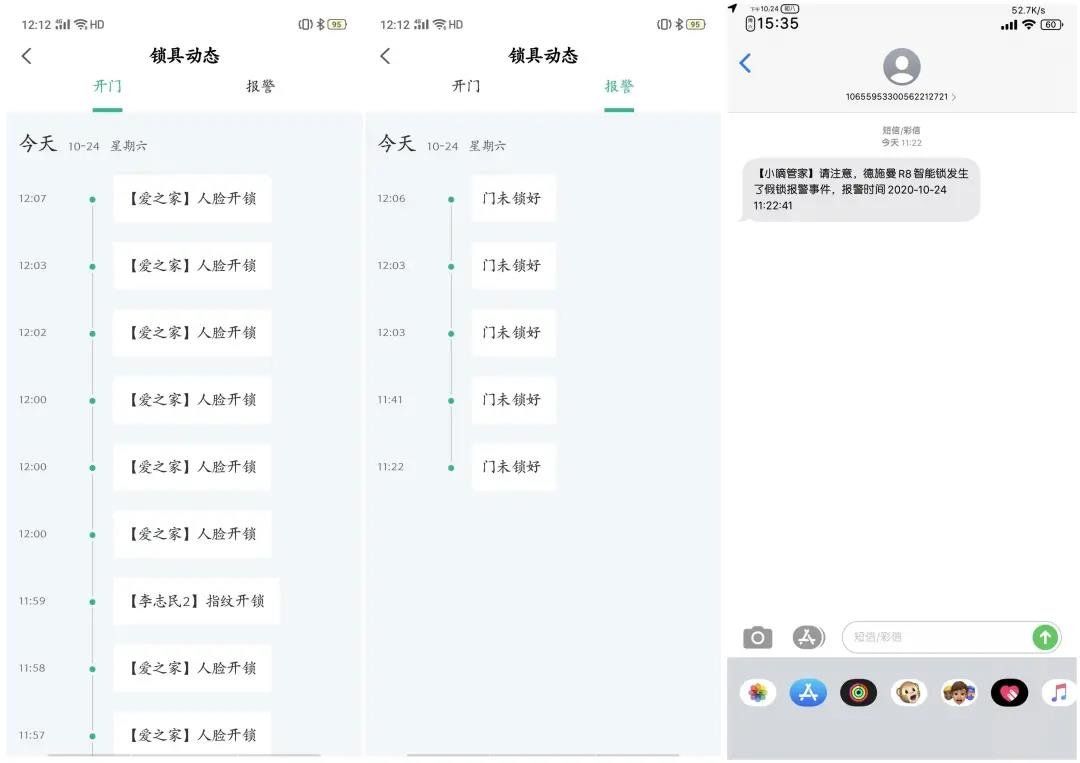 12:12 HD 95
锁具动态
开门 报警
今天 10-24 星期六
12:07 【爱之家】人脸开锁
12:03 【爱之家】人脸开锁
12:02 【爱之家】人脸开锁
12:00 【爱之家】人脸开锁
12:00 【爱之家】人脸开锁
12:00 【爱之家】人脸开锁
11:59 【李志民2】指纹开锁
11:58 【爱之家】人脸开锁
11:57 【爱之家】人脸开锁
12:12 HD 95
锁具动态
开门 报警
今天 10-24 星期六
12:06 门未锁好
12:03 门未锁好
12:03 门未锁好
11:41 门未锁好
11:22 门未锁好
下午 10/24 初八 52.7K/s
周六 15:35 60
10655953300562212721
短信/彩信
今天 11:22
【小嘀管家】请注意，德施曼 R8 智能锁发生
了假锁报警事件，报警时间 2020-10-24
11:22:41
短信/彩信